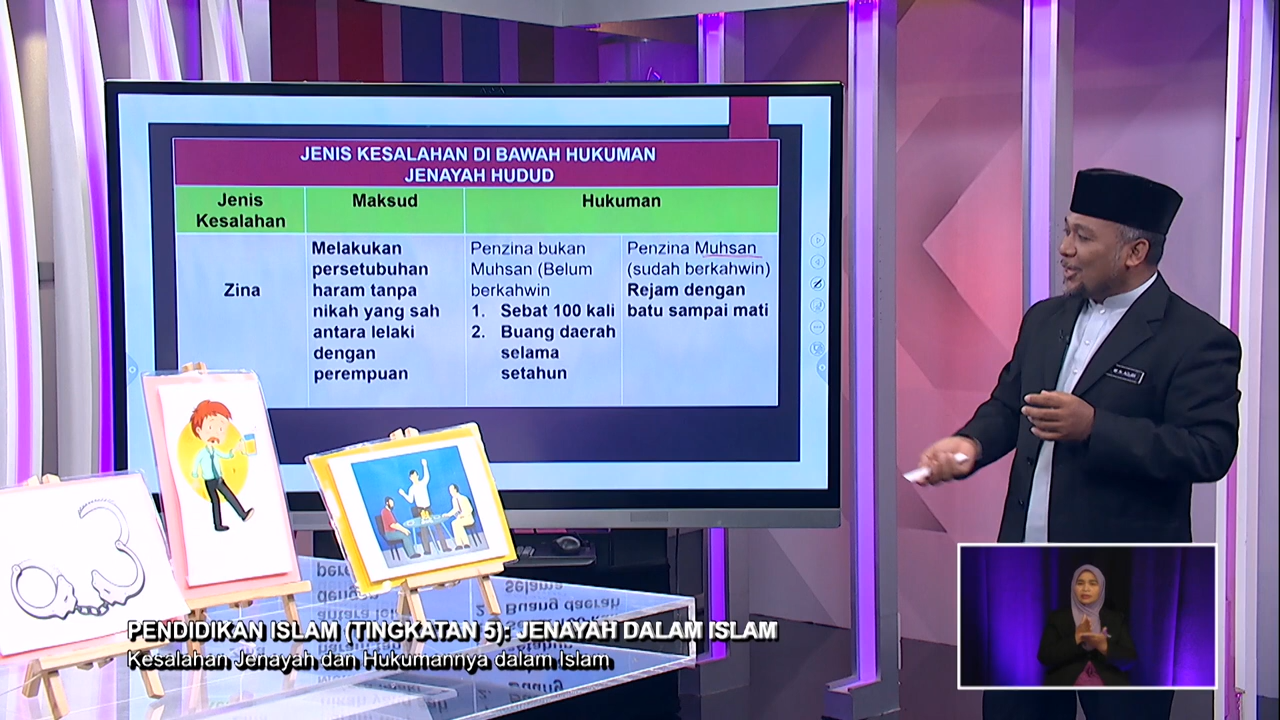 JENIS KESALAHAN DI BAWAH HUKUMAN
JENAYAH HUDUD
Jenis
Kesalahan
Maksud
Hukuman
Zina
Melakukan
persetubuhan
haram tanpa
nikah yang sah
antara lelaki
dengan
perempuan
Penzina bukan
Muhsan (Belum
berkahwin
1. Sebat 100 kali
2. Buang daerah
selama
setahun
Penzina Muhsan
(sudah berkahwin)
Rejam dengan
batu sampai mati
PENDIDIKAN ISLAM (TINGKATAN 5): JENAYAH DALAM ISLAM
Kesalahan Jenayah dan Hukumannya dalam Islam